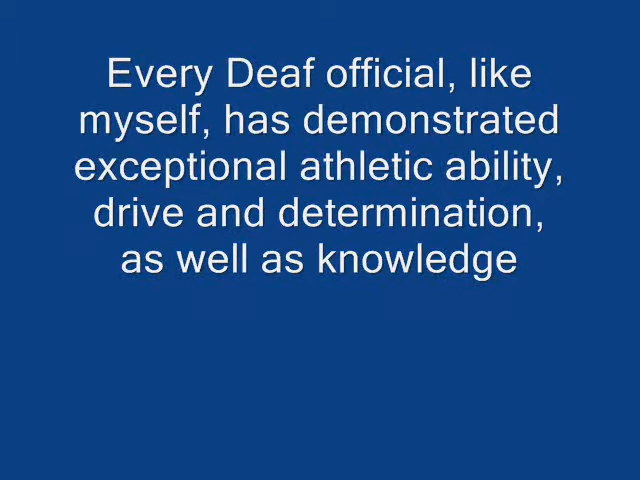 Every Deaf official, like
myself, has demonstrated
exceptional athletic ability,
drive and determination,
as well as knowledge